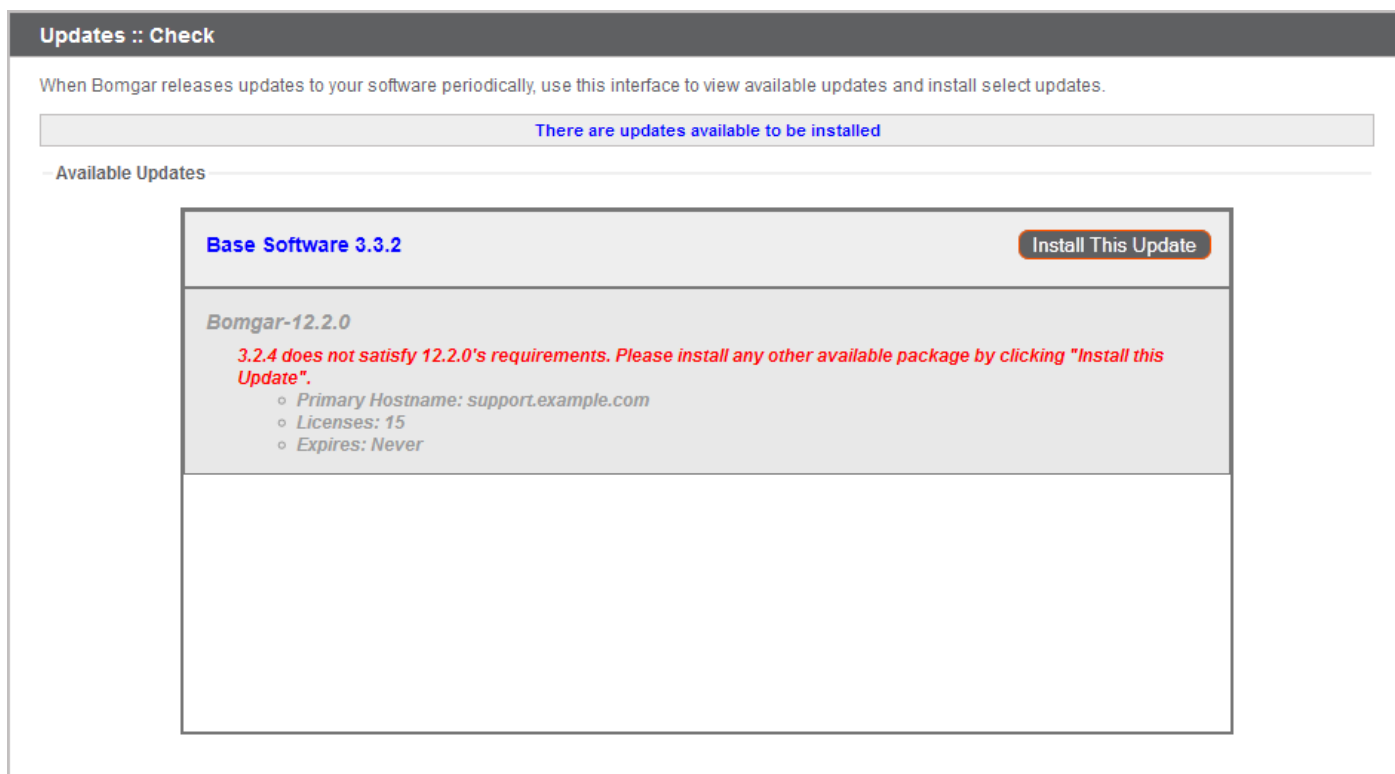 Updates :: Check
When Bomgar releases updates to your software periodically, use this interface to view available updates and install select updates.
There are updates available to be installed
Available Updates
Base Software 3.3.2
Install This Update
Bomgar-12.2.0
3.2.4 does not satisfy 12.2.0's requirements. Please install any other available package by clicking "Install this
Update".
Primary Hostname: support.example.com
Licenses: 15
Expires: Never